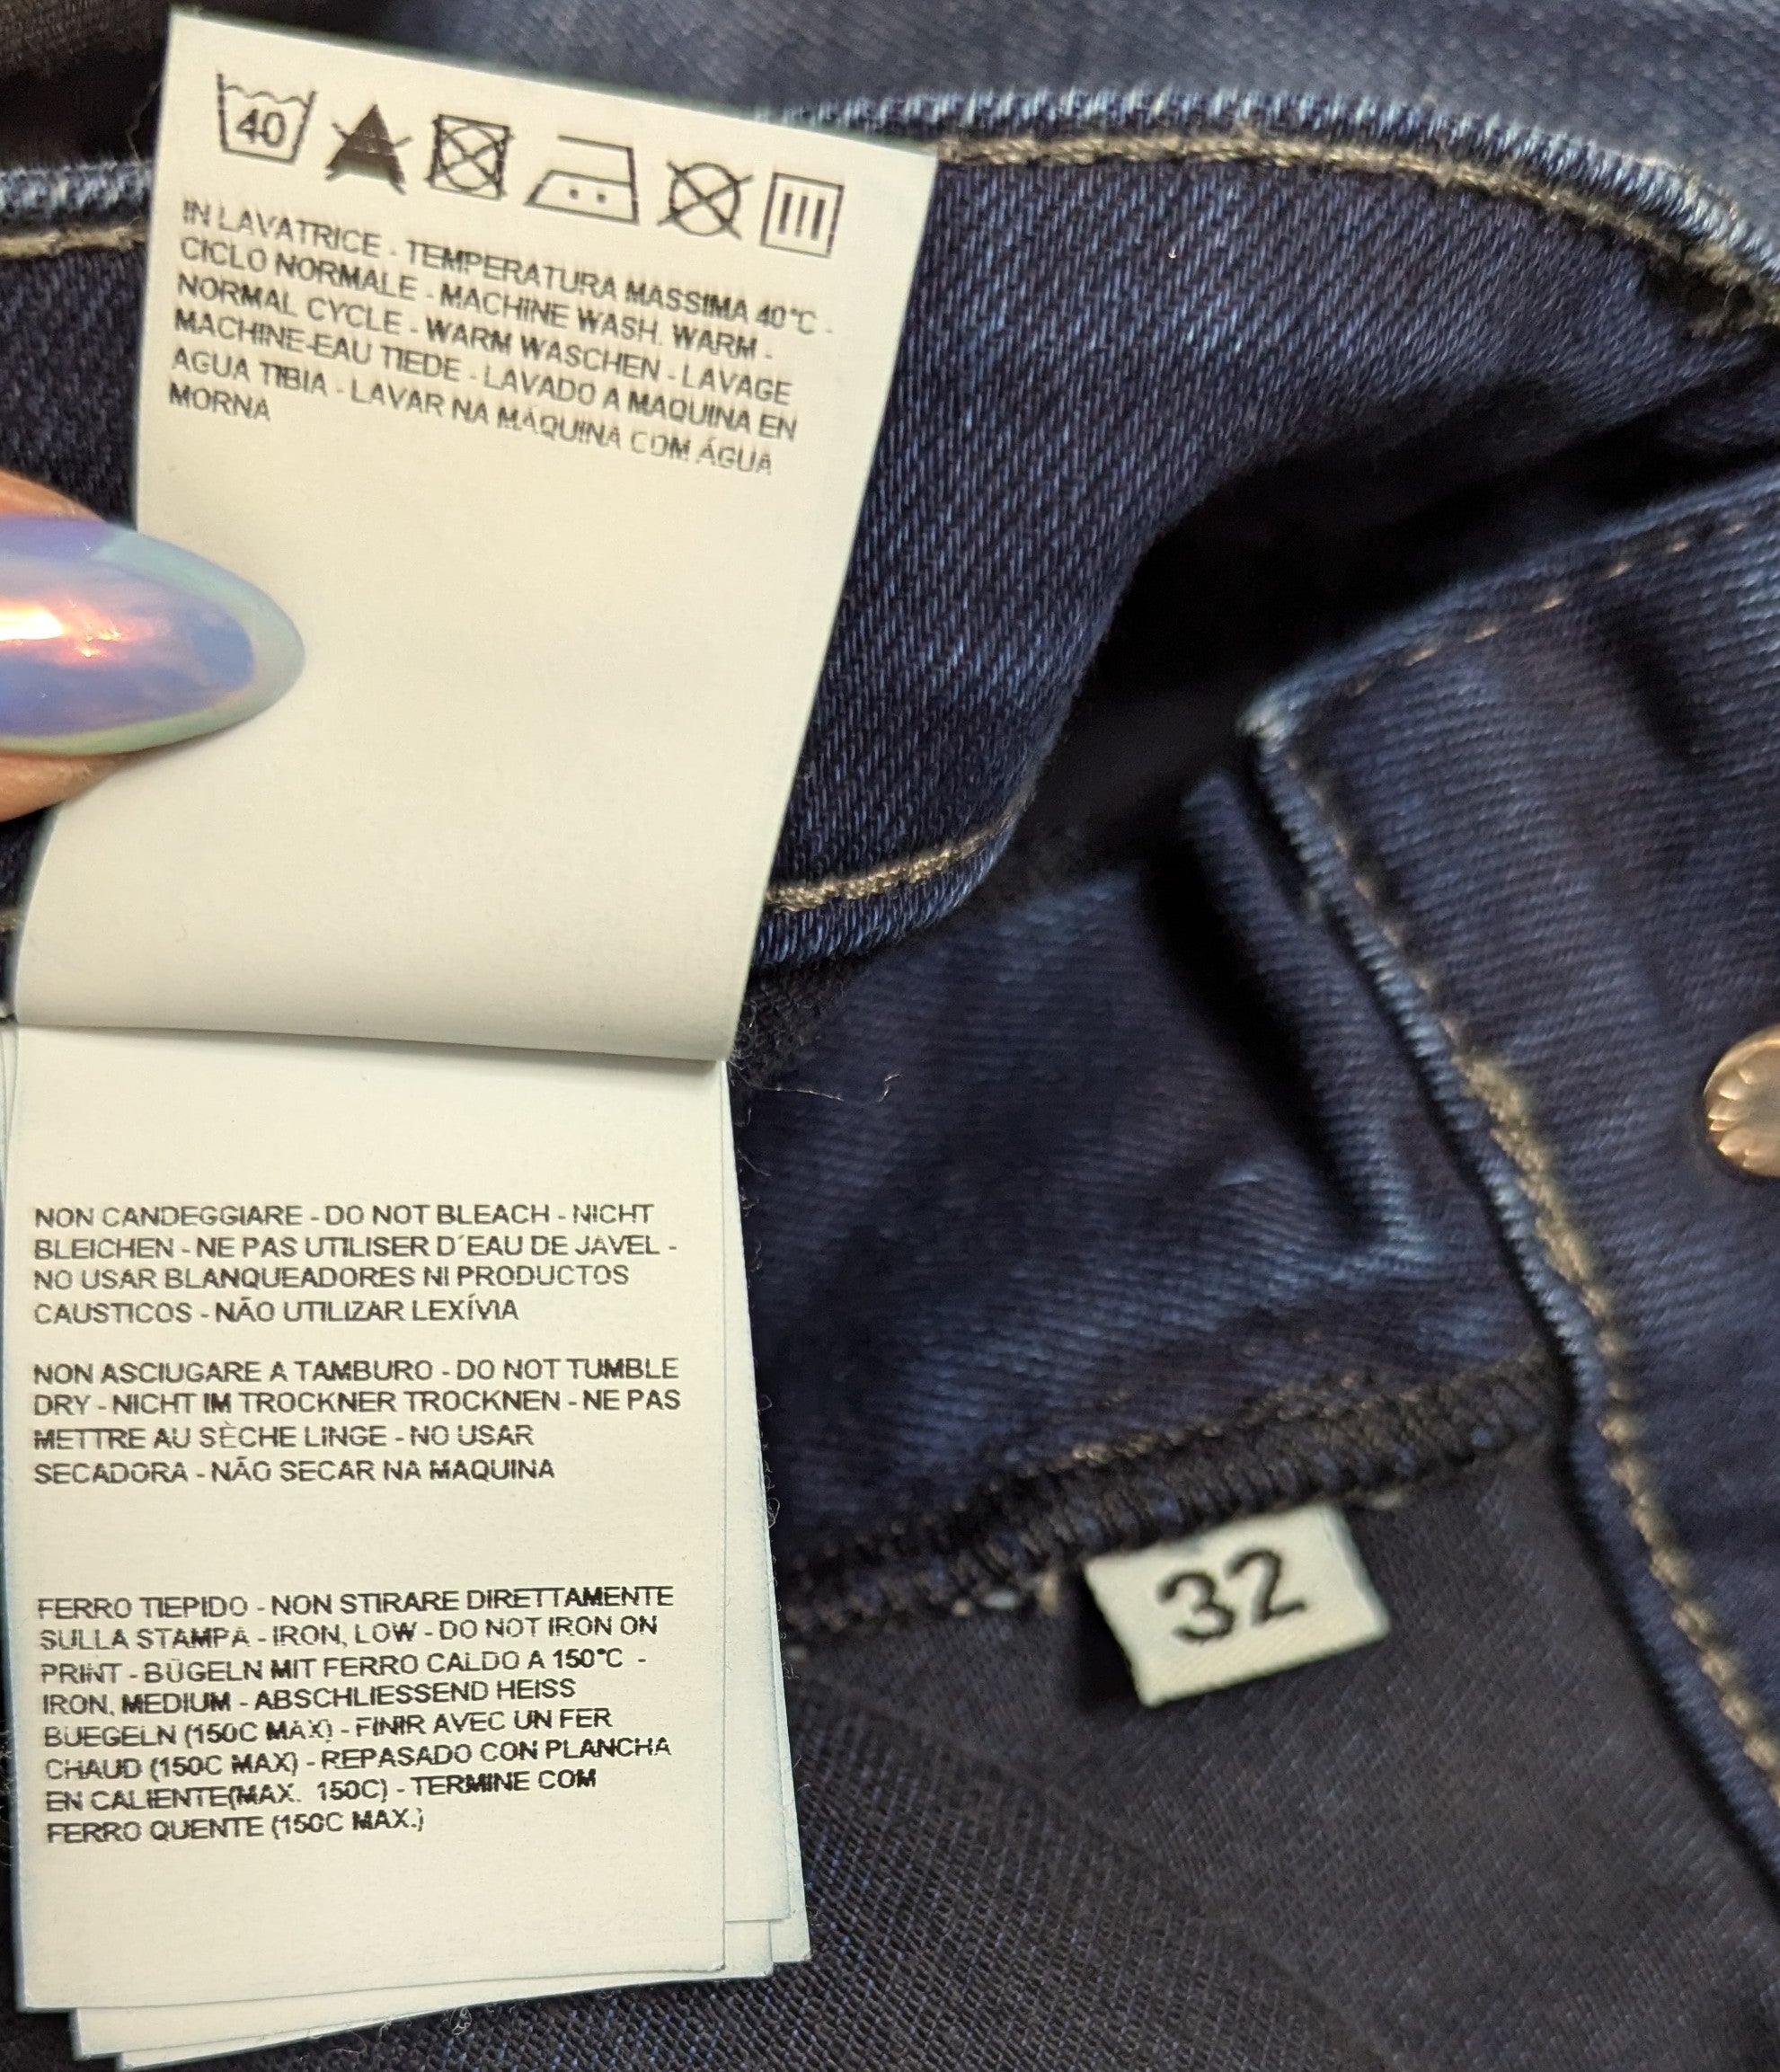 40
IN LAVATRICE - TEMPERATURA MASSIMA 40°C -
CICLO NORMALE - MACHINE WASH. WARM -
NORMAL CYCLE - WARM WASCHEN - LAVAGE
MACHINE-EAU TIEDE - LAVADO A MAQUINA EN
AGUA TIBIA - LAVAR NA MÁQUINA COM ÁGUA
MORNA
NON CANDEGGIARE - DO NOT BLEACH - NICHT
BLEICHEN - NE PAS UTILISER D´EAU DE JAVEL -
NO USAR BLANQUEADORES NI PRODUCTOS
CAUSTICOS - NÃO UTILIZAR LEXÍVIA
NON ASCIUGARE A TAMBURO - DO NOT TUMBLE
DRY - NICHT IM TROCKNER TROCKNEN - NE PAS
METTRE AU SÈCHE LINGE - NO USAR
SECADORA - NÃO SECAR NA MAQUINA
FERRO TIEPIDO - NON STIRARE DIRETTAMENTE
SULLA STAMPA - IRON, LOW - DO NOT IRON ON
PRINT - BÜGELN MIT FERRO CALDO A 150°C -
IRON, MEDIUM - ABSCHLIESSEND HEISS
BUEGELN (150C MAX) - FINIR AVEC UN FER
CHAUD (150C MAX) - REPASADO CON PLANCHA
EN CALIENTE(MAX. 150C) - TERMINE COM
FERRO QUENTE (150C MAX.)
32